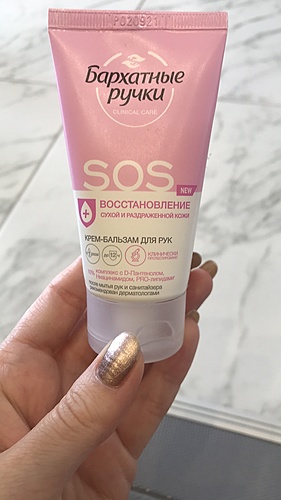 P020921
Бархатные
ручки
CLINICAL CARE
SOS
NEW
ВОССТАНОВЛЕНИЕ
СУХОЙ И РАЗДРАЖЕННОЙ КОЖИ
КРЕМ-БАЛЬЗАМ ДЛЯ РУК
КЛИНИЧЕСКИ
ПРОТЕСТИРОВАНО
комплекс с D-Пантенолом,
Ниацинамидом, PRO-липидами
после мытья рук и санитайзера
рекомендован дерматологами